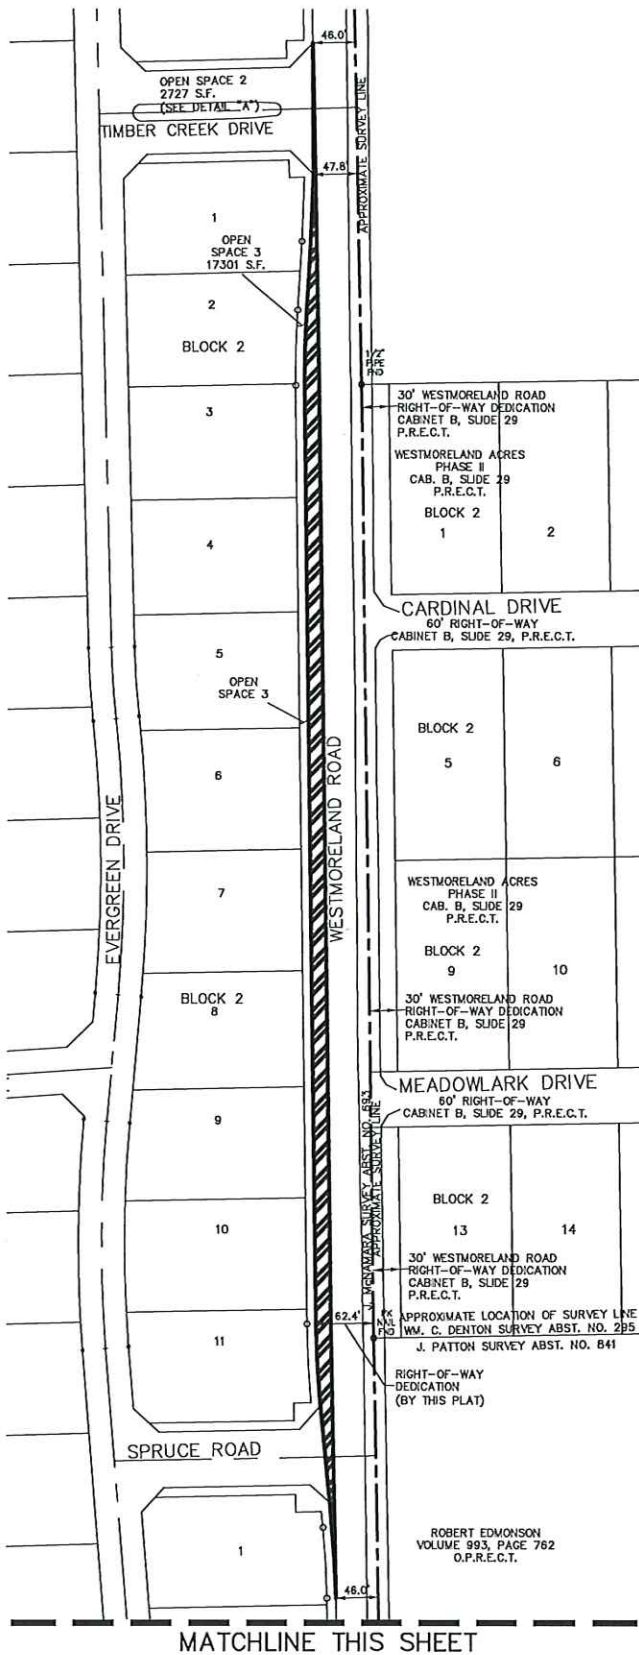 46.0'
OPEN SPACE 2
2727 S.F.
(SEE DETAIL "A")
TIMBER CREEK DRIVE
APPROXIMATE SURVEY LINE
47.8'
1
OPEN
SPACE 3
17301 S.F.
2
BLOCK 2
3
1/2"
PIPE
FND
30' WESTMORELAND ROAD
RIGHT-OF-WAY DEDICATION
CABINET B, SLIDE 29
P.R.E.C.T.
WESTMORELAND ACRES
PHASE II
CAB. B, SLIDE 29
P.R.E.C.T.
BLOCK 2
1
2
4
CARDINAL DRIVE
60' RIGHT-OF-WAY
CABINET B, SLIDE 29, P.R.E.C.T.
5
OPEN
SPACE 3
BLOCK 2
5
6
6
EVERGREEN DRIVE
WESTMORELAND ROAD
7
WESTMORELAND ACRES
PHASE II
CAB. B, SLIDE 29
P.R.E.C.T.
BLOCK 2
9
10
BLOCK 2
8
30' WESTMORELAND ROAD
RIGHT-OF-WAY DEDICATION
CABINET B, SLIDE 29
P.R.E.C.T.
MEADOWLARK DRIVE
60' RIGHT-OF-WAY
CABINET B, SLIDE 29, P.R.E.C.T.
9
J. McNAMARA SURVEY ABST. NO. 693
APPROXIMATE SURVEY LINE
BLOCK 2
13
14
10
30' WESTMORELAND ROAD
RIGHT-OF-WAY DEDICATION
CABINET B, SLIDE 29
P.R.E.C.T.
11
62.4'
PK
NAIL
FND
APPROXIMATE LOCATION OF SURVEY LINE
WM. C. DENTON SURVEY ABST. NO. 295
J. PATTON SURVEY ABST. NO. 841
RIGHT-OF-WAY
DEDICATION
(BY THIS PLAT)
SPRUCE ROAD
1
ROBERT EDMONSON
VOLUME 993, PAGE 762
O.P.R.E.C.T.
46.0'
MATCHLINE THIS SHEET